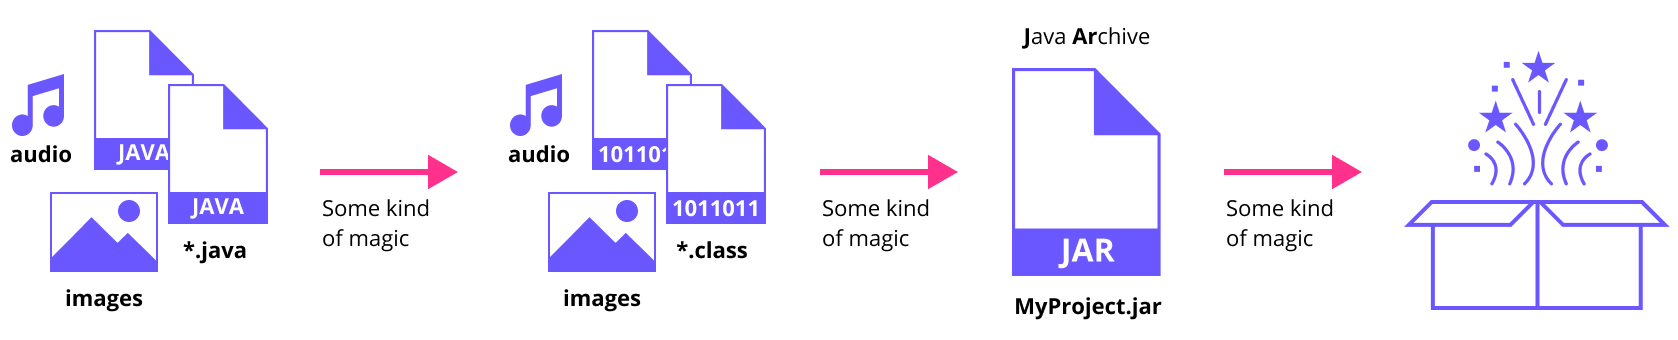 audio
JAVA
JAVA
*.java
images
Some kind
of magic
audio
1011011
*.class
images
Some kind
of magic
Java Archive
JAR
MyProject.jar
Some kind
of magic